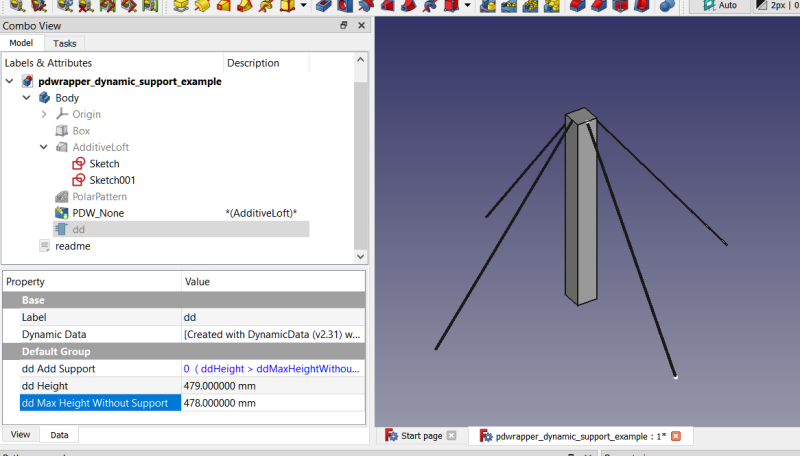 Auto
2px | 0
Combo View
Model Tasks
Labels & Attributes Description
pdwrapper_dynamic_support_example
Body
Origin
Box
AdditiveLoft
Sketch
Sketch001
PolarPattern
PDW_None *(AdditiveLoft)*
dd
readme
Property Value
Base
Label dd
Dynamic Data [Created with DynamicData (v2.31) w...
Default Group
dd Add Support 0 ( ddHeight > ddMaxHeightWithou...
dd Height 479.000000 mm
dd Max Height Without Support 478.000000 mm
View Data
Start page
pdwrapper_dynamic_support_example : 1*